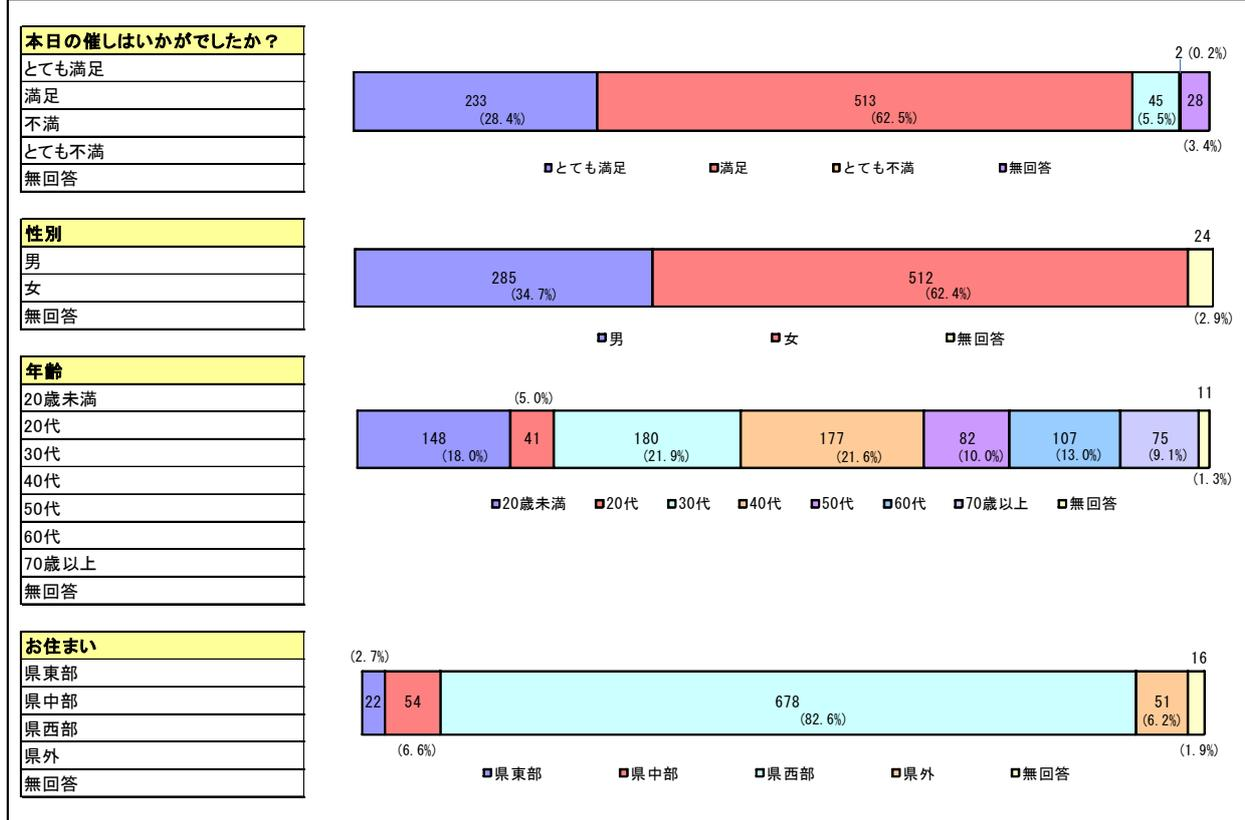 本日の催しはいかがでしたか？
とても満足
満足
不満
とても不満
無回答
2 (0.2%)
233 513 45 28
(28.4%) (62.5%) (5.5%)
(3.4%)
とても満足 満足 とても不満 無回答
性別
男
女
無回答
24
285 512
(34.7%) (62.4%)
(2.9%)
男 女 無回答
年齢
20歳未満
20代
30代
40代
50代
60代
70歳以上
無回答
(5.0%) 11
148 41 180 177 82 107 75
(18.0%) (21.9%) (21.6%) (10.0%) (13.0%) (9.1%)
(1.3%)
20歳未満 20代 30代 40代 50代 60代 70歳以上 無回答
お住まい
県東部
県中部
県西部
県外
無回答
(2.7%) 16
22 54 678 51
(82.6%) (6.2%)
(6.6%) (1.9%)
県東部 県中部 県西部 県外 無回答